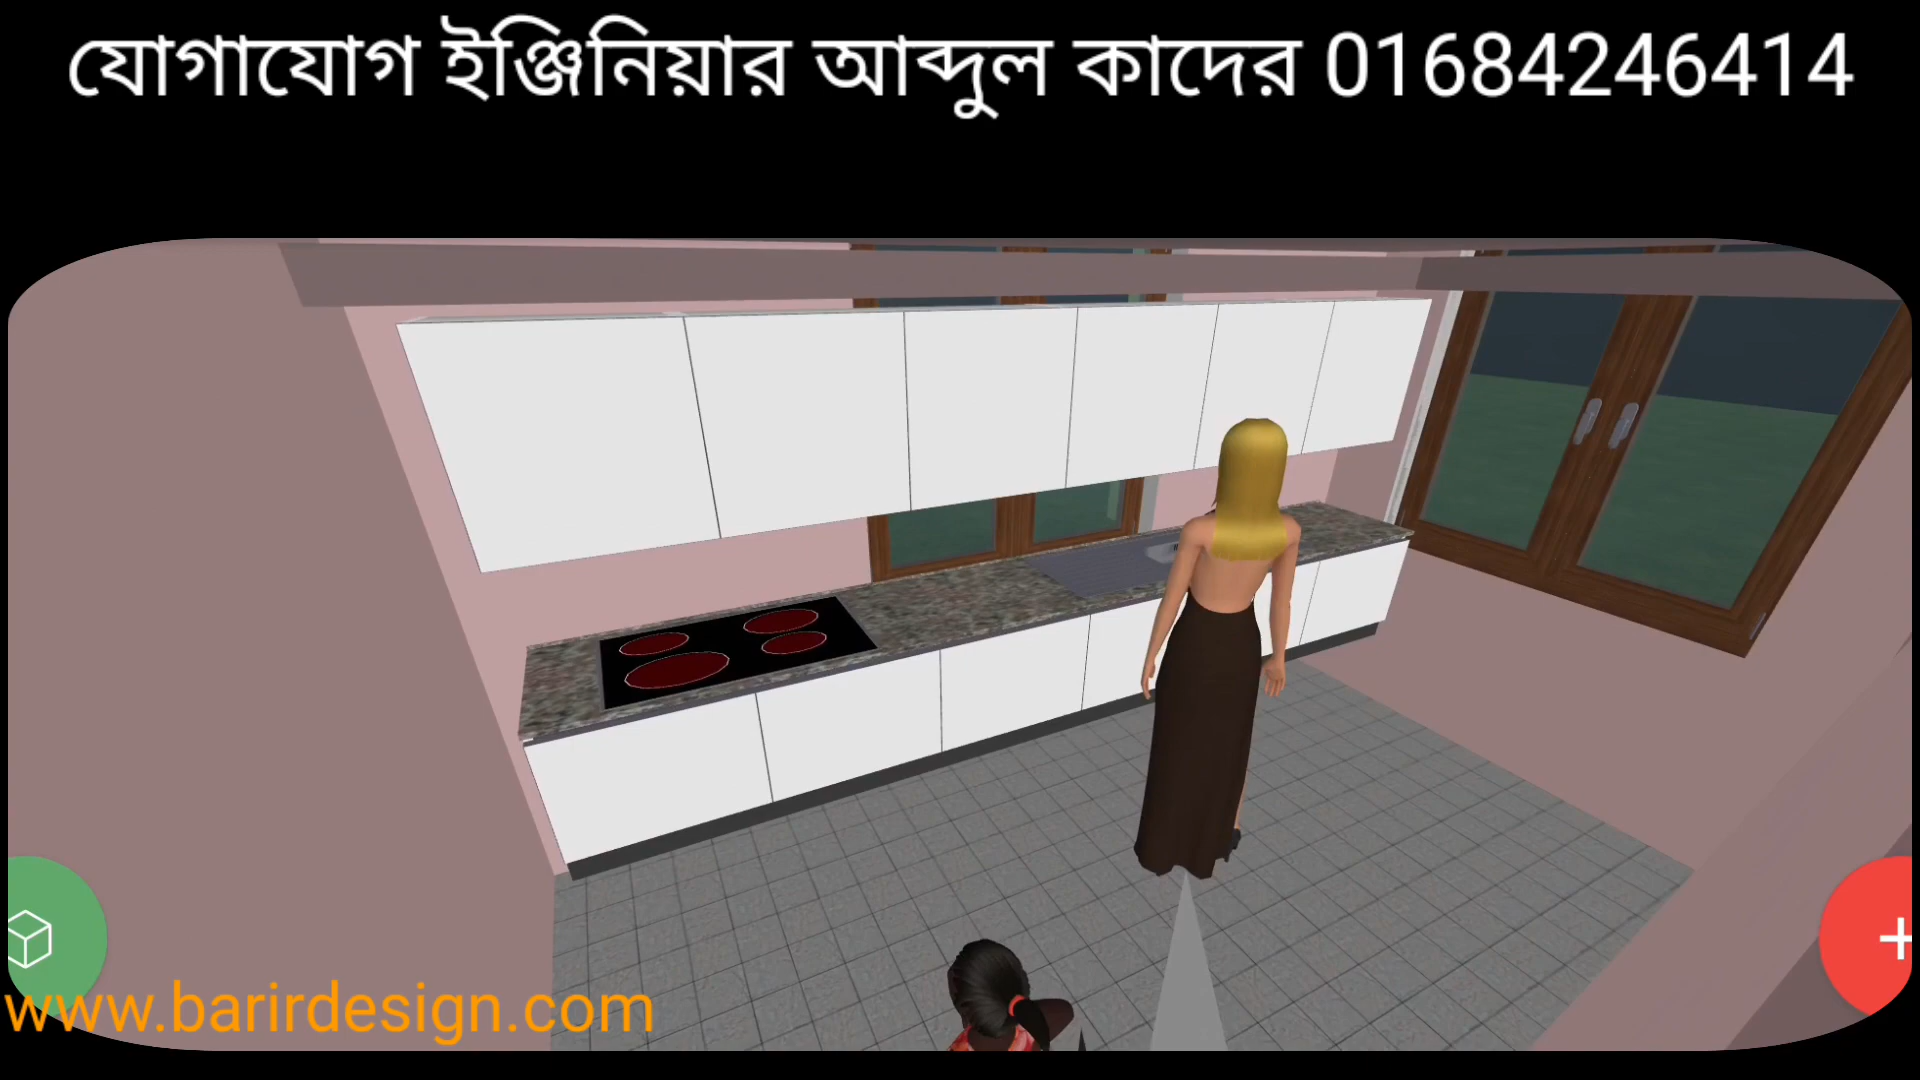 যোগাযোগ ইঞ্জিনিয়ার আব্দুল কাদের 01684246414
www.barirdesign.com